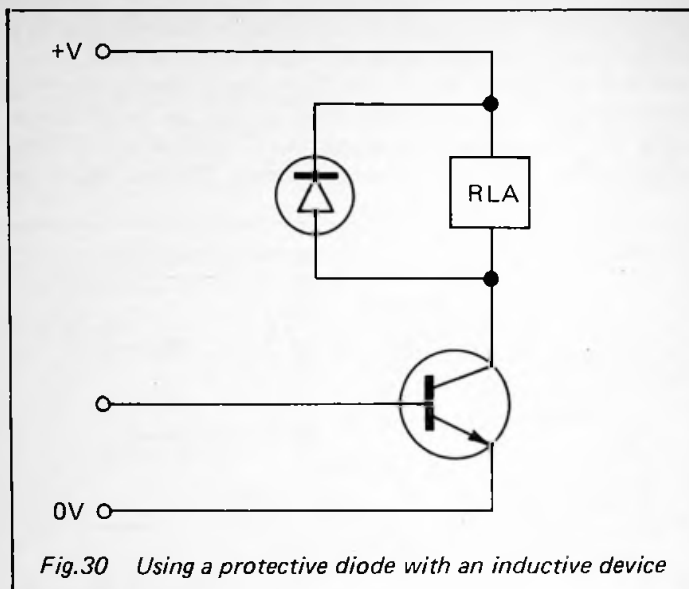 +V
RLA
0V
Fig.30 Using a protective diode with an inductive device